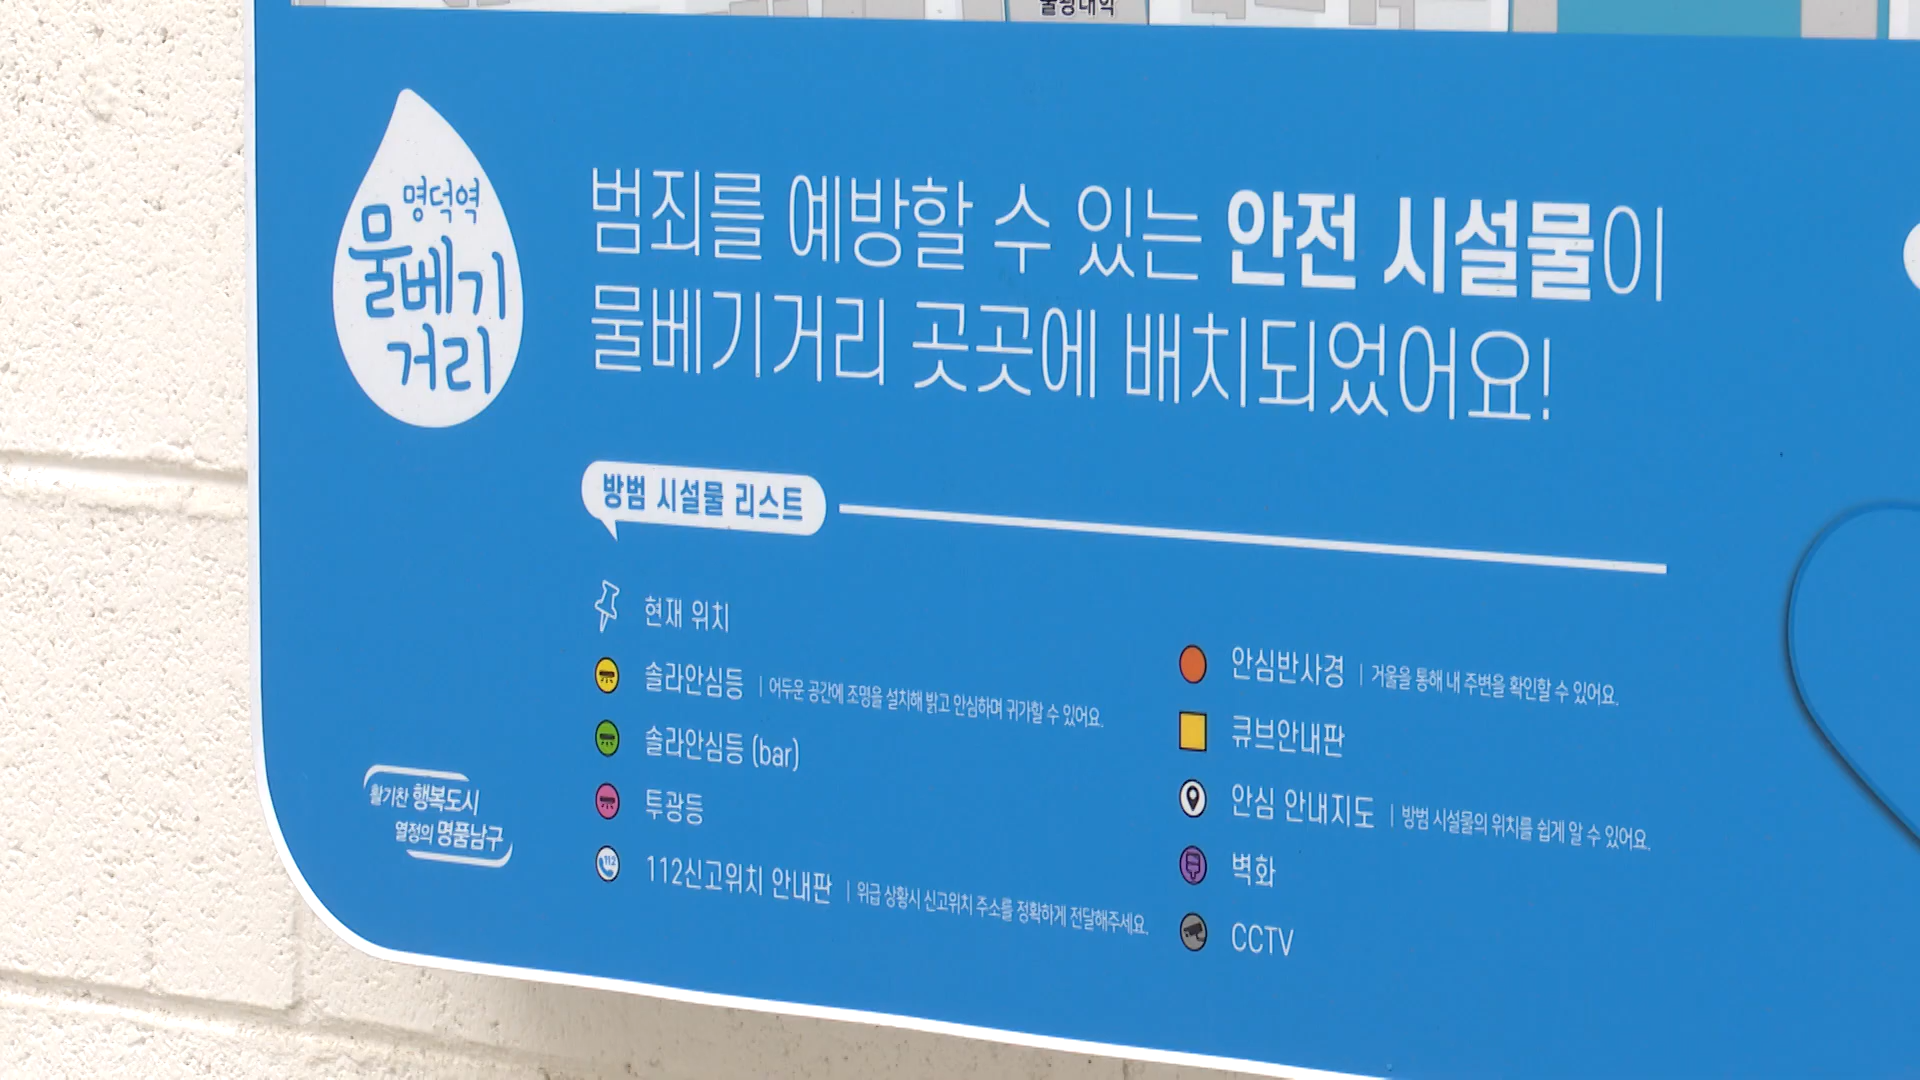 명덕역
물베기
거리
범죄를 예방할 수 있는 안전 시설물이
물베기거리 곳곳에 배치되었어요!
방범 시설물 리스트
현재 위치
솔라안심등 | 어두운 공간에 조명을 설치해 밝고 안심하며 귀가할 수 있어요.
솔라안심등 (bar)
투광등
112신고위치 안내판 | 위급 상황시 신고위치 주소를 정확하게 전달해주세요.
안심반사경 | 거울을 통해 내 주변을 확인할 수 있어요.
큐브안내판
안심 안내지도 | 방범 시설물의 위치를 쉽게 알 수 있어요.
벽화
CCTV
활기찬 행복도시
열정의 명품남구